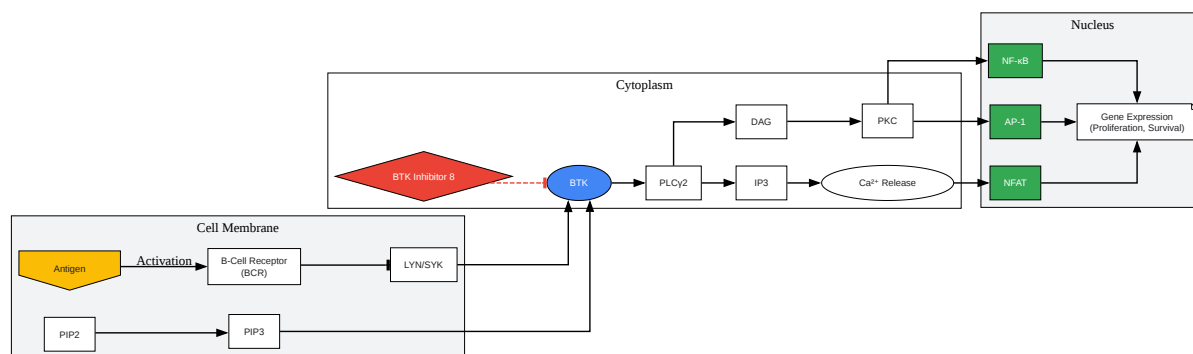 Nucleus
NF-κB
Cytoplasm
DAG
PKC
AP-1
Gene Expression
(Proliferation, Survival)
BTK Inhibitor 8
BTK
PLCγ2
IP3
Ca²⁺ Release
NFAT
Cell Membrane
Antigen
Activation
B-Cell Receptor
(BCR)
LYN/SYK
PIP2
PIP3